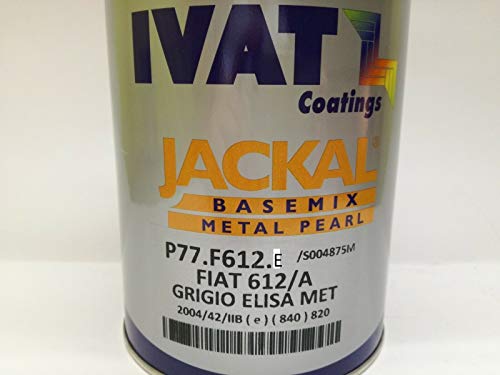 IVAT
Coatings
JACKAL®
BASEMIX
METAL PEARL
P77.F612.E /S004875M
FIAT 612/A
GRIGIO ELISA MET
2004/42/IIB ( e ) ( 840 ) 820